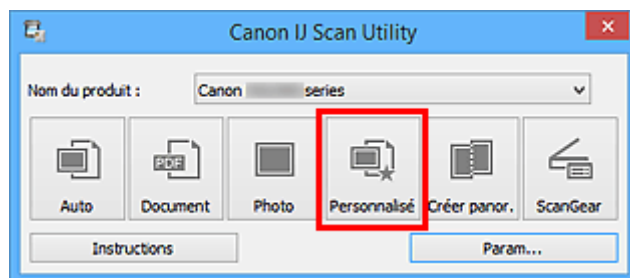 Canon IJ Scan Utility
Nom du produit :
Canon series
PDF
Auto
Document
Photo
Personnalisé
Créer panor.
ScanGear
Instructions
Param...